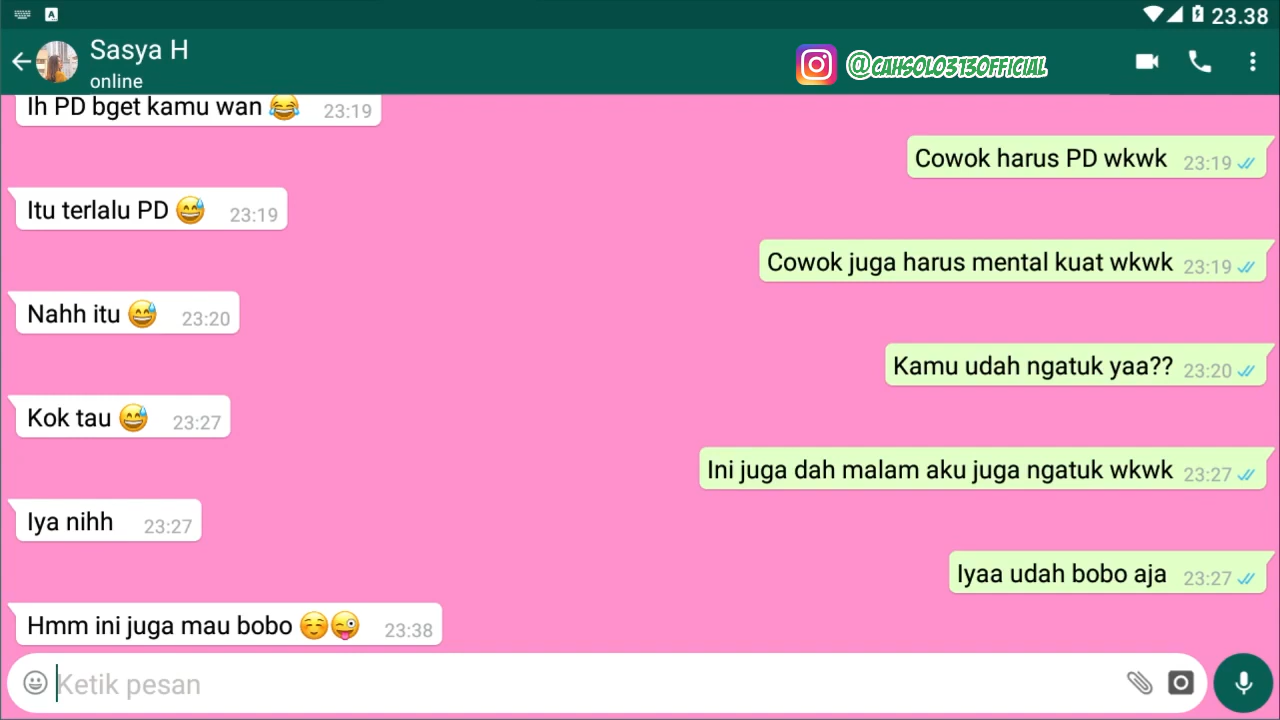 23.38
Sasya H
online
@CAHSOLO313OFFICIAL
Ih PD bget kamu wan 😂 23:19
Cowok harus PD wkwk 23:19
Itu terlalu PD 😅 23:19
Cowok juga harus mental kuat wkwk 23:19
Nahh itu 😅 23:20
Kamu udah ngatuk yaa?? 23:20
Kok tau 😅 23:27
Ini juga dah malam aku juga ngatuk wkwk 23:27
Iya nihh 23:27
Iyaa udah bobo aja 23:27
Hmm ini juga mau bobo ☺️😜 23:38
Ketik pesan